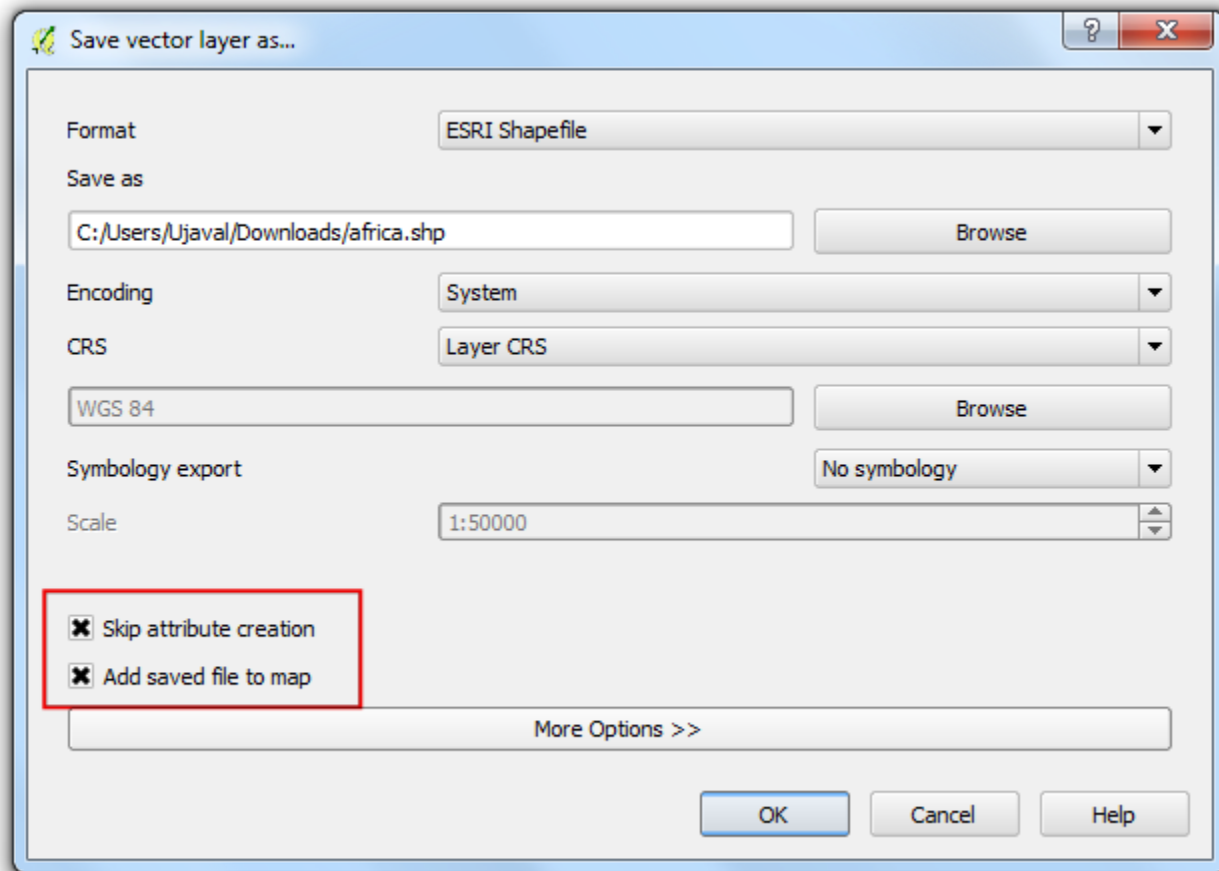 Save vector layer as...
Format ESRI Shapefile
Save as
C:/Users/Ujaval/Downloads/africa.shp Browse
Encoding System
CRS Layer CRS
WGS 84 Browse
Symbology export No symbology
Scale 1:50000
Skip attribute creation
Add saved file to map
More Options >>
OK Cancel Help